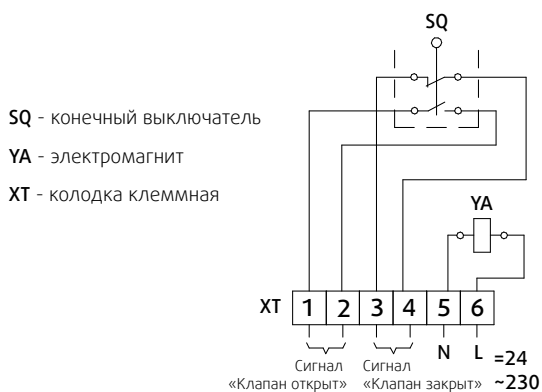 SQ
SQ - конечный выключатель
YA - электромагнит
XT - колодка клеммная
YA
XT 1 2 3 4 5 6
N L =24
~230
Сигнал
«Клапан открыт»
Сигнал
«Клапан закрыт»